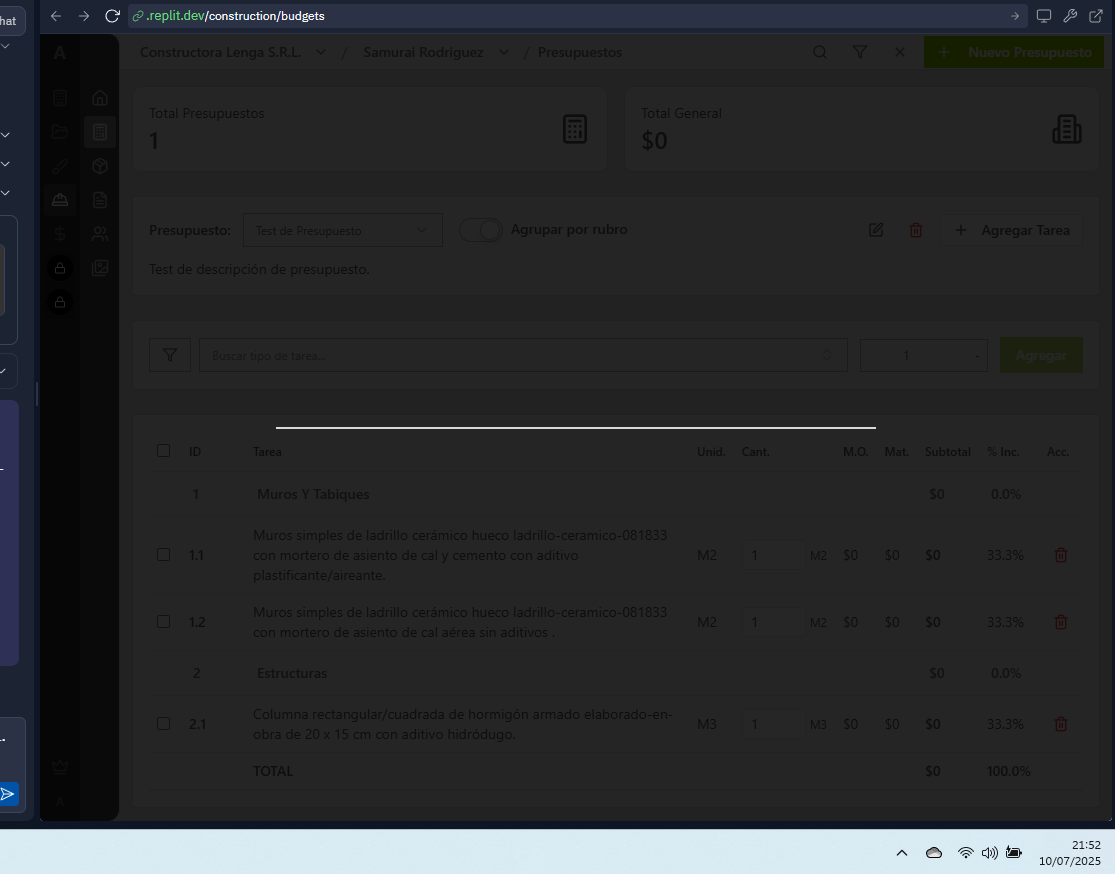 hat
.replit.dev/construction/budgets
A
Constructora Lenga S.R.L. / Samurai Rodríguez / Presupuestos
+ Nuevo Presupuesto
Total Presupuestos
1
Total General
$0
Presupuesto: Test de Presupuesto Agrupar por rubro + Agregar Tarea
Test de descripción de presupuesto.
Buscar tipo de tarea... 1 Agregar
ID Tarea Unid. Cant. M.O. Mat. Subtotal % Inc. Acc.
1 Muros Y Tabiques $0 0.0%
1.1 Muros simples de ladrillo cerámico hueco ladrillo-ceramico-081833
con mortero de asiento de cal y cemento con aditivo
plastificante/aireante.
M2 1 M2 $0 $0 $0 33.3%
1.2 Muros simples de ladrillo cerámico hueco ladrillo-ceramico-081833
con mortero de asiento de cal aérea sin aditivos .
M2 1 M2 $0 $0 $0 33.3%
2 Estructuras $0 0.0%
2.1 Columna rectangular/cuadrada de hormigón armado elaborado-en-
obra de 20 x 15 cm con aditivo hidródugo.
M3 1 M3 $0 $0 $0 33.3%
TOTAL $0 100.0%
A
21:52
10/07/2025